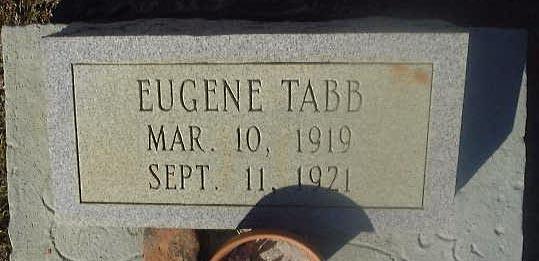 EUGENE TABB
MAR. 10, 1919
SEPT. 11, 1921